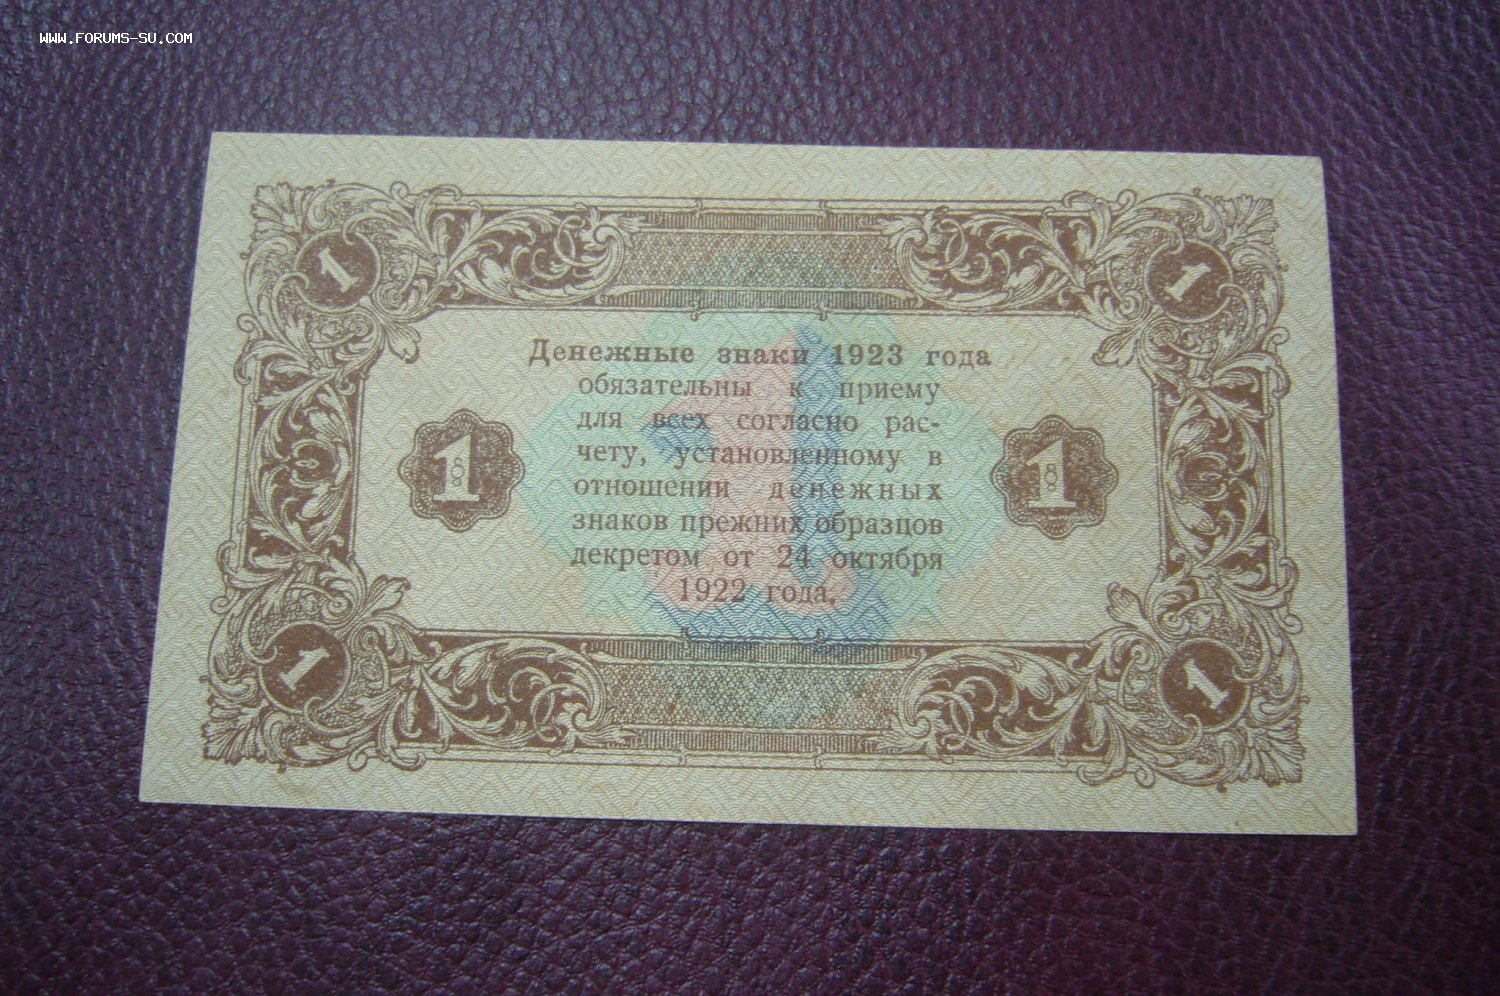 WWW.FORUMS-SU.COM
1 1
Денежные знаки 1923 года
обязательны к приему
для всех согласно рас-
чету, установленному в
1 1
отношении денежных
знаков прежних образцов
декретом от 24 октября
1922 года.
1 1
1